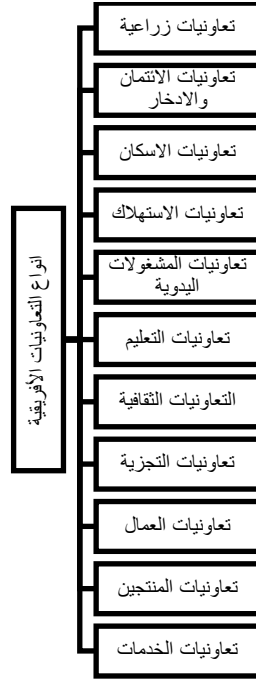 انواع التعاونيات الأفريقية
تعاونيات زراعية
تعاونيات الائتمان
والادخار
تعاونيات الاسكان
تعاونيات الاستهلاك
تعاونيات المشغولات
اليدوية
تعاونيات التعليم
التعاونيات الثقافية
تعاونيات التجزية
تعاونيات العمال
تعاونيات المنتجين
تعاونيات الخدمات